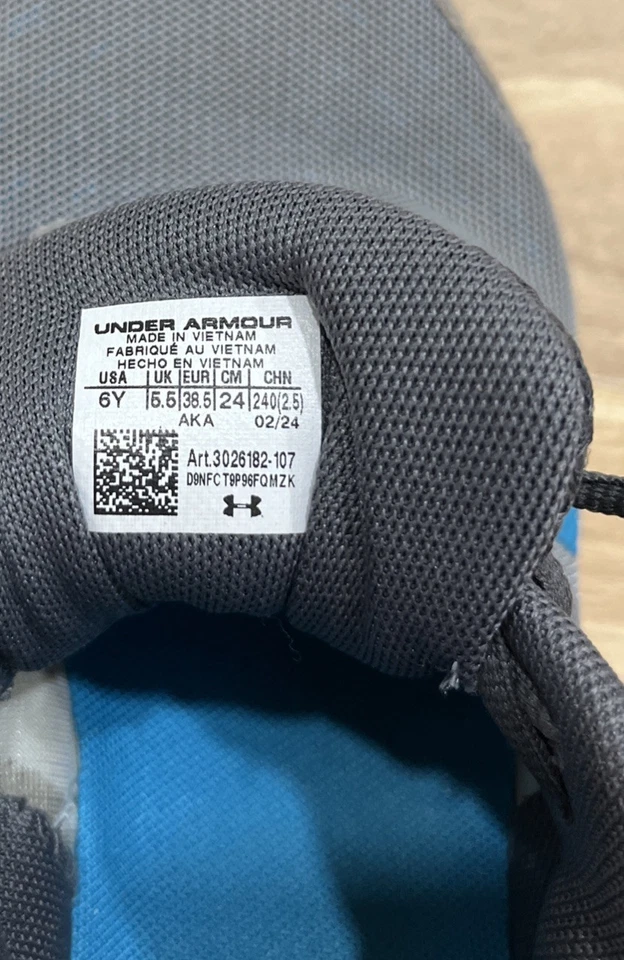 UNDER ARMOUR
MADE IN VIETNAM
FABRIQUÉ AU VIETNAM
HECHO EN VIETNAM
USA UK EUR CM CHN
6Y 5.5 38.5 24 240(2.5)
AKA 02/24
Art.3026182-107
D9NFCT9P96FQMZK